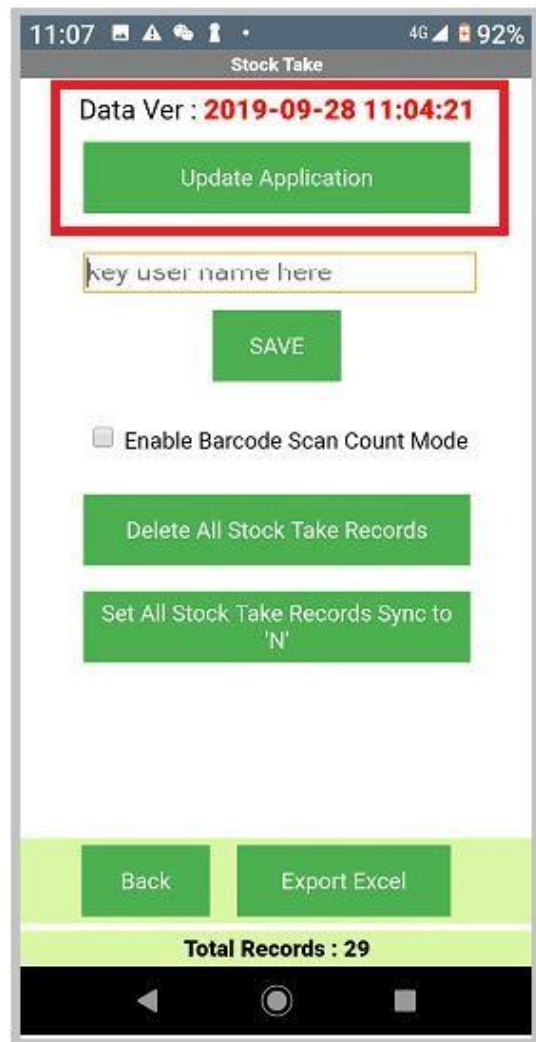 11:07 4G 92%
Stock Take
Data Ver : 2019-09-28 11:04:21
Update Application
key user name here
SAVE
Enable Barcode Scan Count Mode
Delete All Stock Take Records
Set All Stock Take Records Sync to
'N'
Back Export Excel
Total Records : 29